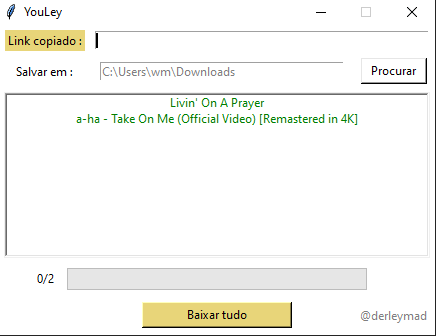 YouLey
Link copiado :
Salvar em : C:\Users\wm\Downloads Procurar
Livin' On A Prayer
a-ha - Take On Me (Official Video) [Remastered in 4K]
0/2
Baixar tudo @derleymad